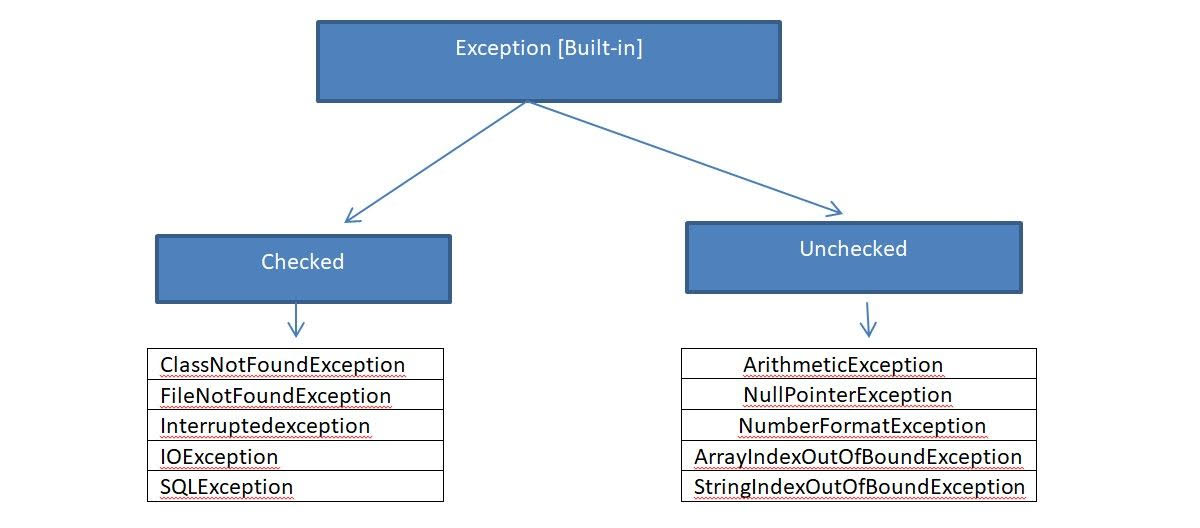 Exception [Built-in]
Checked
Unchecked
ClassNotFoundException
FileNotFoundException
Interruptedexception
IOException
SQLException
ArithmeticException
NullPointerException
NumberFormatException
ArrayIndexOutOfBoundException
StringIndexOutOfBoundException